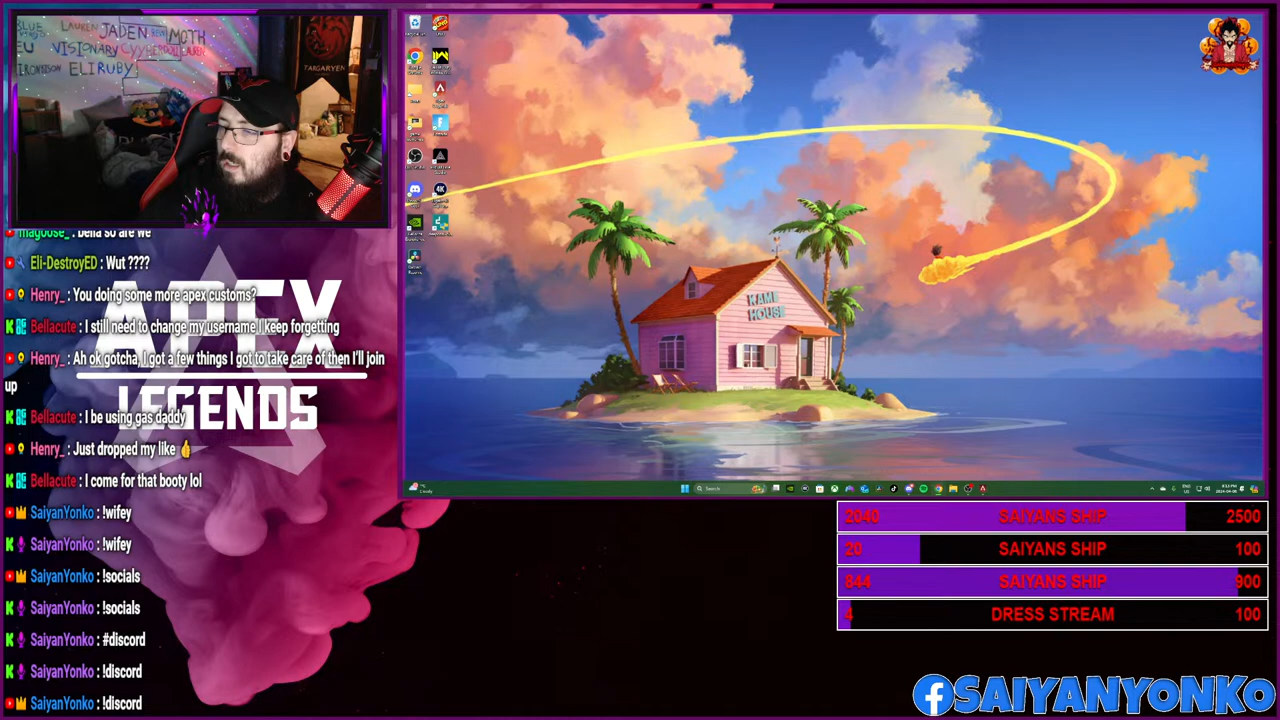 BLUE
LAUREN
JADEN
MOTH
EU
VISIONARY
ELIRUBY
TARGARYEN
Eli-DestroyED : Wut ????
Henry_ : You doing some more apex customs?
Bellacute : I still need to change my username I keep forgetting
Henry_ : Ah ok gotcha, I got a few things I got to take care of then I'll join
up
Bellacute : I be using gas daddy
Henry_ : Just dropped my like 👍
Bellacute : I come for that booty lol
SaiyanYonko : !wifey
SaiyanYonko : !wifey
SaiyanYonko : !socials
SaiyanYonko : !socials
SaiyanYonko : #discord
SaiyanYonko : !discord
SaiyanYonko : !discord
APEX
LEGENDS
KAME
HOUSE
Cloudy
Search
2040 SAIYANS SHIP 2500
20 SAIYANS SHIP 100
844 SAIYANS SHIP 900
4 DRESS STREAM 100
SAIYANYONKO